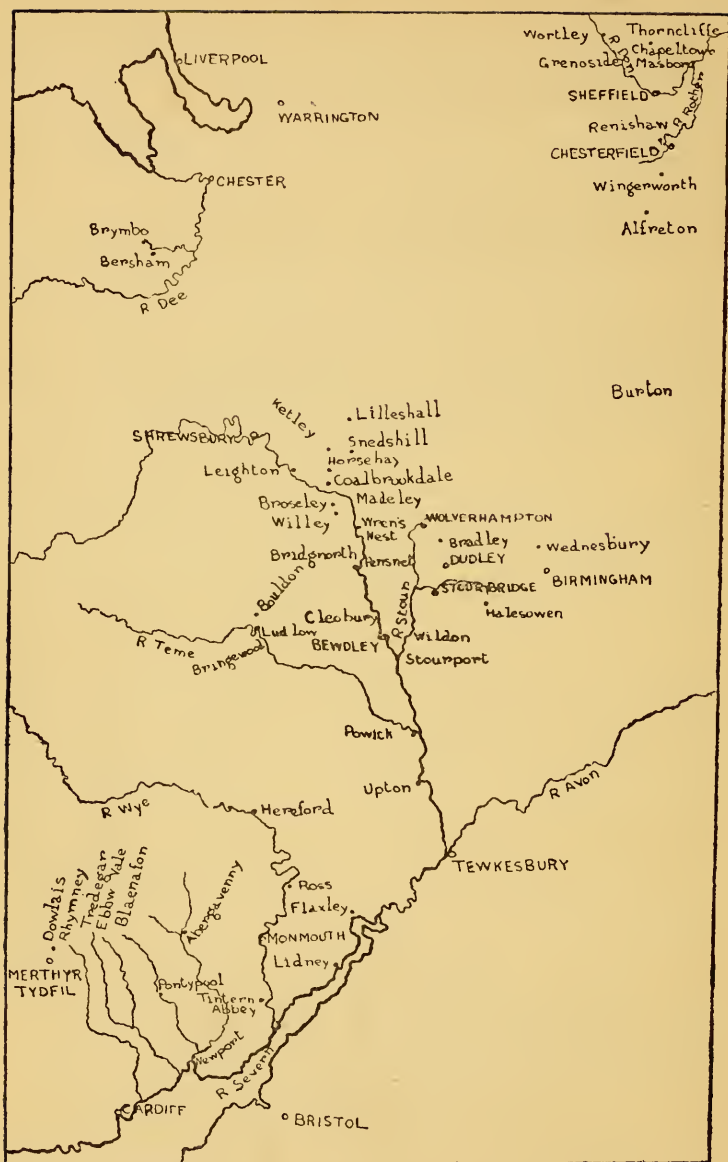 LIVERPOOL
WARRINGTON
CHESTER
Brymbo
Bersham
R Dee
Wortley
Thorncliffe
Chapeltown
Grenoside
Masboro
SHEFFIELD
R Rother
Renishaw
CHESTERFIELD
Wingerworth
Alfreton
Burton
Ketley
Lilleshall
SHREWSBURY
Snedshill
Horsehay
Leighton
Coalbrookdale
Madeley
Broseley
Willey
Wren's
Nest
WOLVERHAMPTON
Bradley
Wednesbury
DUDLEY
Bridgnorth
Pensnet
BIRMINGHAM
STOURBRIDGE
Halesowen
Bouldon
R Stour
Cleobury
Ludlow
BEWDLEY
Wildon
R Teme
Bringewood
Stourport
Powick
Upton
R Avon
R Wye
Hereford
TEWKESBURY
Ross
Flaxley
Dowlais
Rhymney
Tredegar
Ebbw Vale
Blaenafon
Abergavenny
MONMOUTH
MERTHYR
TYDFIL
Lidney
Pontypool
Tintern
Abbey
Newport
R Severn
CARDIFF
BRISTOL